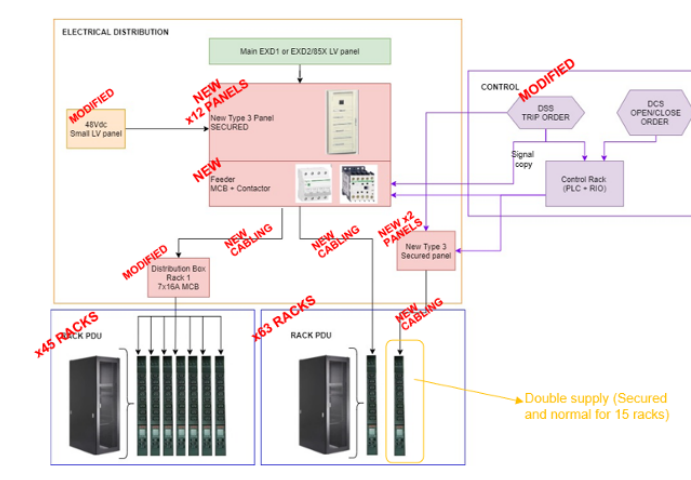 ELECTRICAL DISTRIBUTION
Main EXD1 or EXD2/85X LV panel
NEW
x12 PANELS
New Type 3 Panel
SECURED
MODIFIED
48Vdc
Small LV panel
NEW
Feeder
MCB + Contactor
CONTROL
MODIFIED
DSS
TRIP ORDER
DCS
OPEN/CLOSE
ORDER
Signal
copy
Control Rack
(PLC + RIO)
NEW x2
PANELS
New Type 3
Secured panel
NEW
CABLING
NEW
CABLING
MODIFIED
Distribution Box
Rack 1
7x16A MCB
NEW
CABLING
x45 RACKS
RACK PDU
x63 RACKS
RACK PDU
Double supply (Secured
and normal for 15 racks)